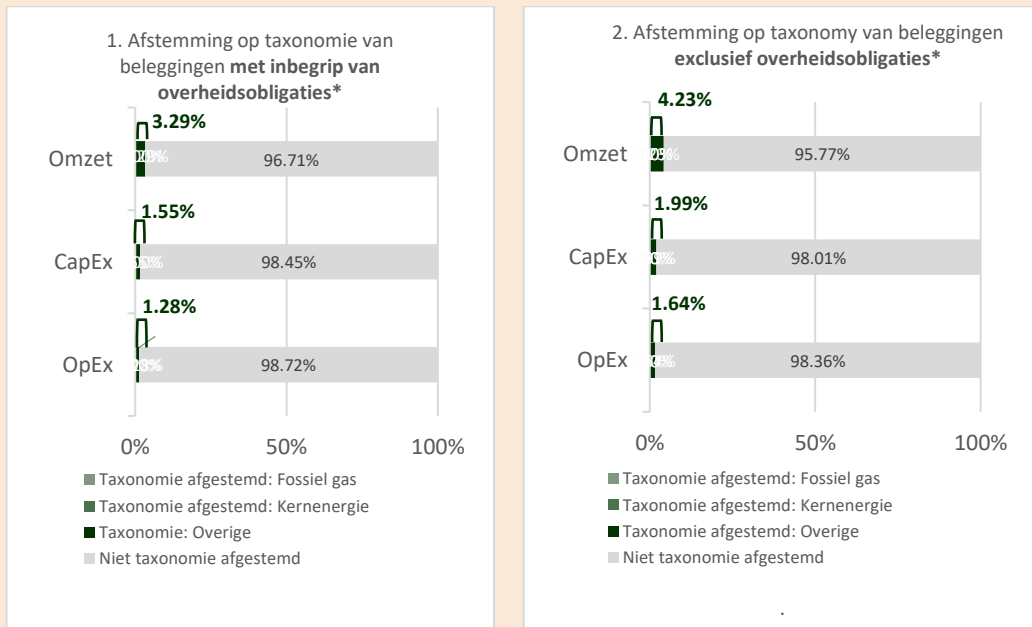 1. Afstemming op taxonomie van
beleggingen met inbegrip van
overheidsobligaties*
3.29%
Omzet
96.71%
1.55%
CapEx
98.45%
1.28%
OpEx
98.72%
0%
50%
100%
Taxonomie afgestemd: Fossiel gas
Taxonomie afgestemd: Kernenergie
Taxonomie: Overige
Niet taxonomie afgestemd
2. Afstemming op taxonomy van beleggingen
exclusief overheidsobligaties*
4.23%
Omzet
95.77%
1.99%
CapEx
98.01%
1.64%
OpEx
98.36%
0%
50%
100%
Taxonomie afgestemd: Fossiel gas
Taxonomie afgestemd: Kernenergie
Taxonomie afgestemd: Overige
Niet taxonomie afgestemd
.